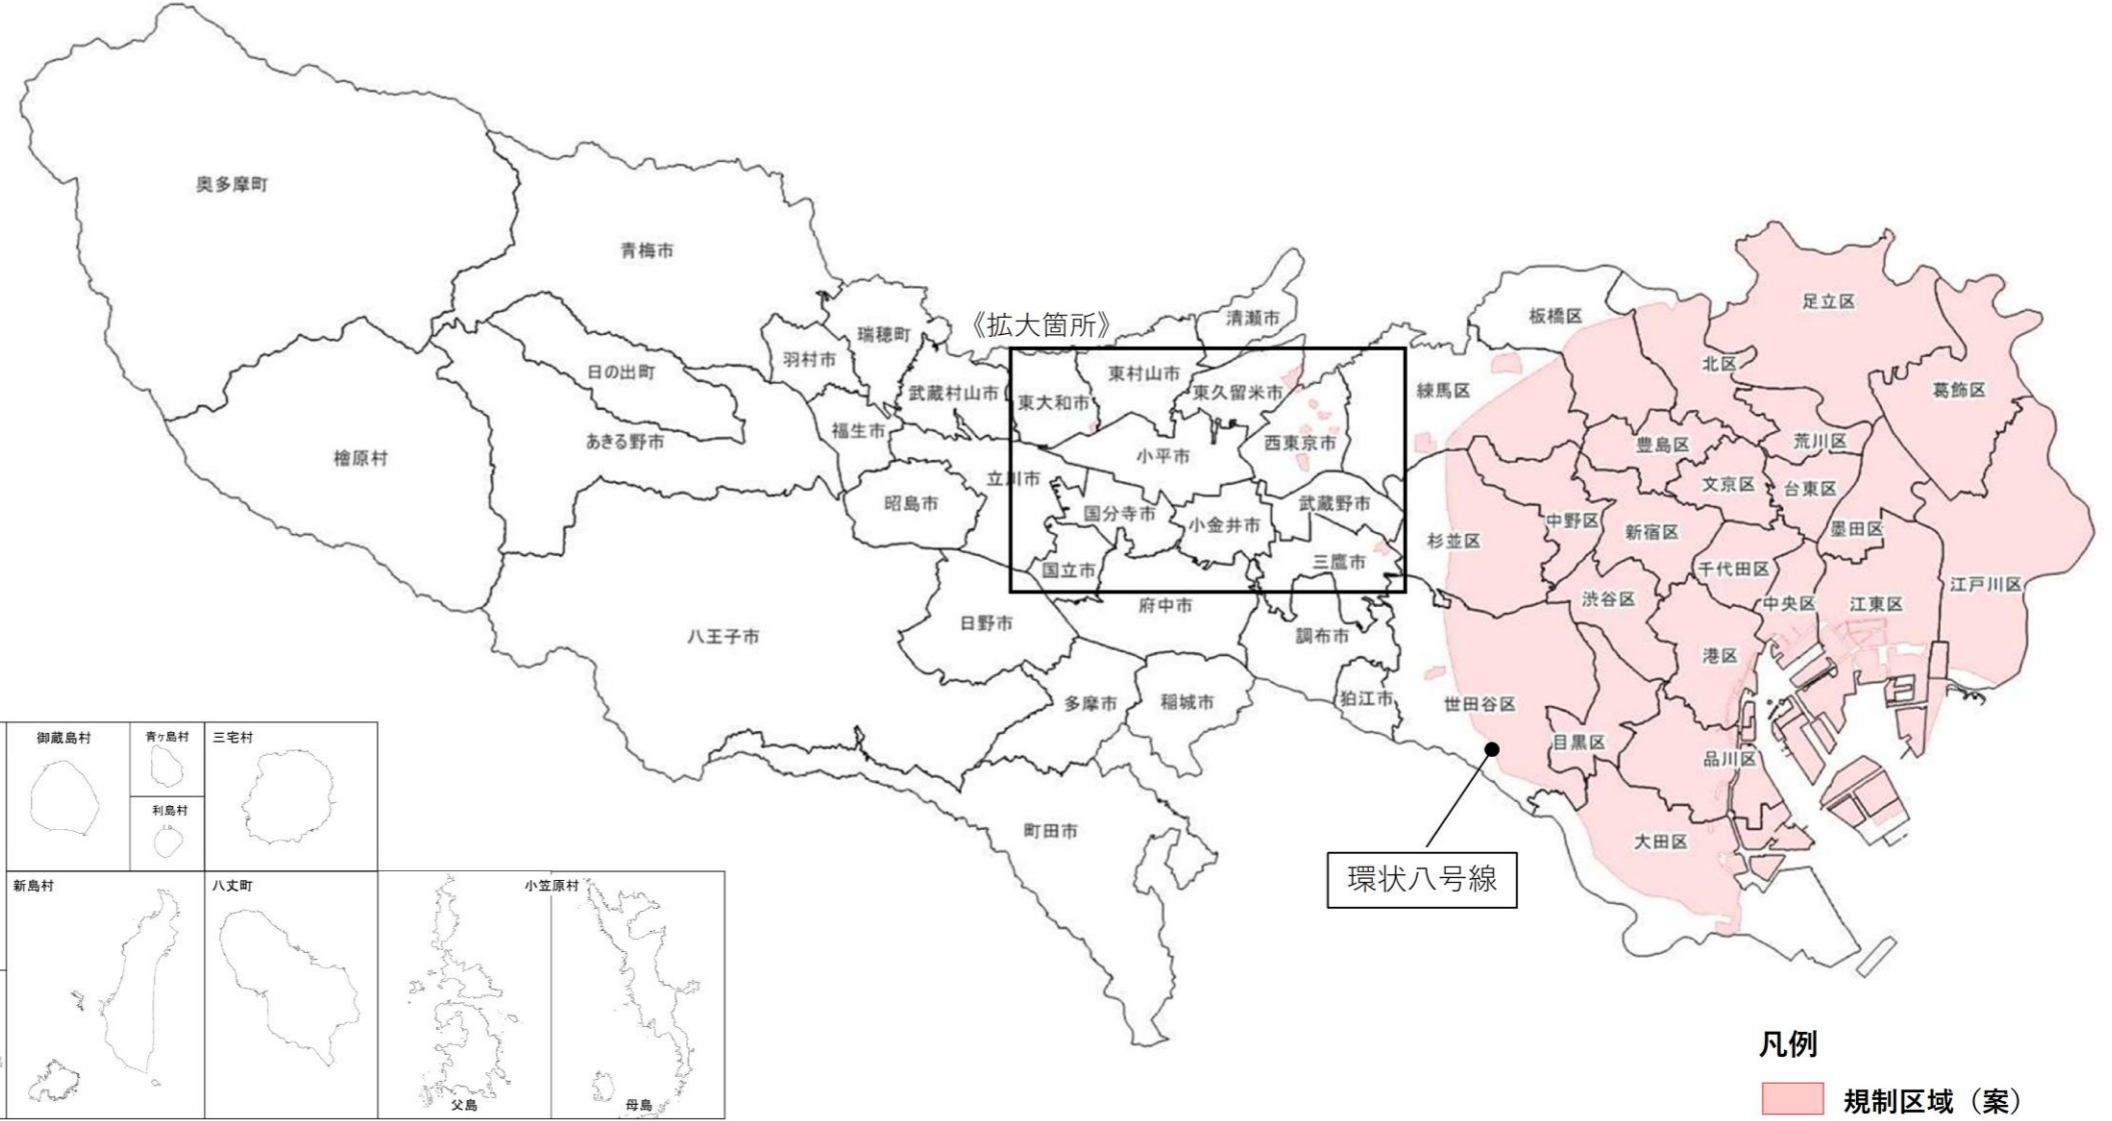 奥多摩町
青梅市
《拡大箇所》
清瀬市
板橋区
足立区
瑞穂町
羽村市
日の出町
武蔵村山市
東大和市
東村山市
東久留米市
練馬区
北区
葛飾区
檜原村
あきる野市
福生市
小平市
西東京市
豊島区
荒川区
立川市
昭島市
国分寺市
小金井市
武蔵野市
文京区
台東区
杉並区
中野区
新宿区
墨田区
国立市
三鷹市
千代田区
江戸川区
八王子市
日野市
府中市
調布市
渋谷区
中央区
江東区
港区
多摩市
稲城市
狛江市
世田谷区
目黒区
品川区
御蔵島村
青ヶ島村
三宅村
利島村
町田市
大田区
環状八号線
新島村
八丈町
小笠原村
父島
母島
凡例
規制区域（案）